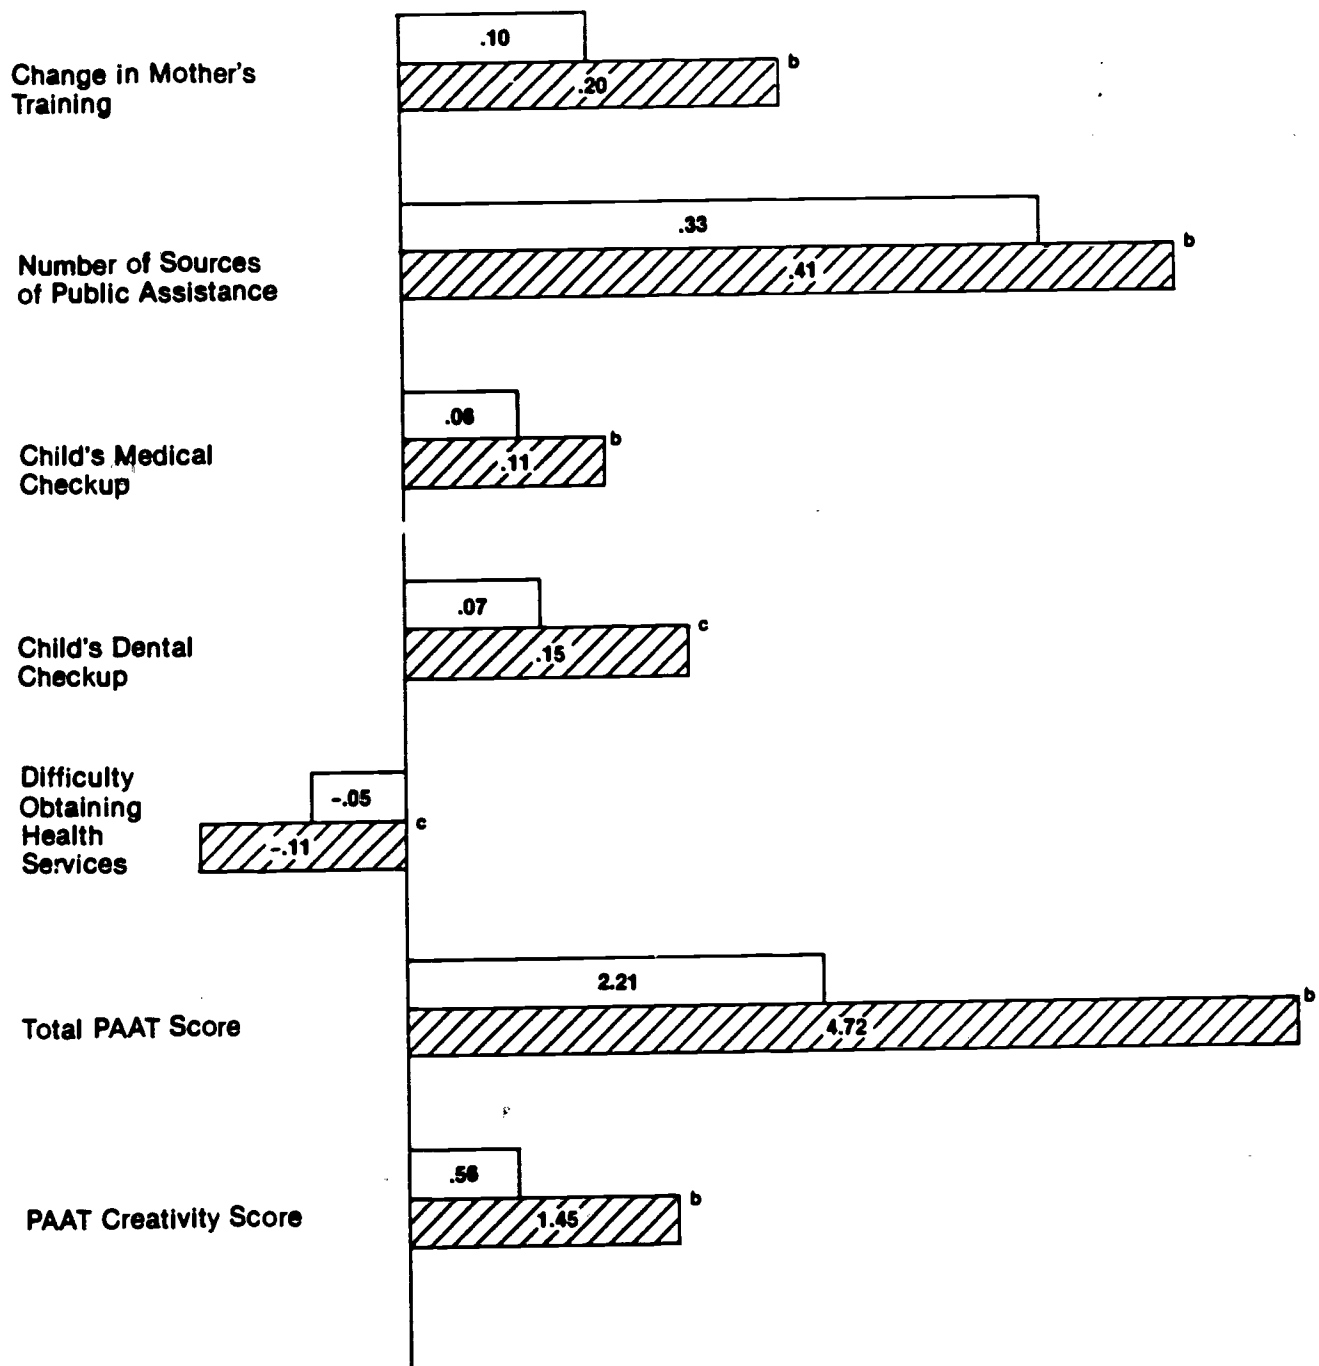 .10
b
Change in Mother's
Training
.20
.33
b
Number of Sources
of Public Assistance
.41
.06
b
Child's Medical
Checkup
.11
.07
c
Child's Dental
Checkup
.15
Difficulty
Obtaining
Health
Services
-.05
c
-.11
2.21
b
Total PAAT Score
4.72
.56
b
PAAT Creativity Score
1.45